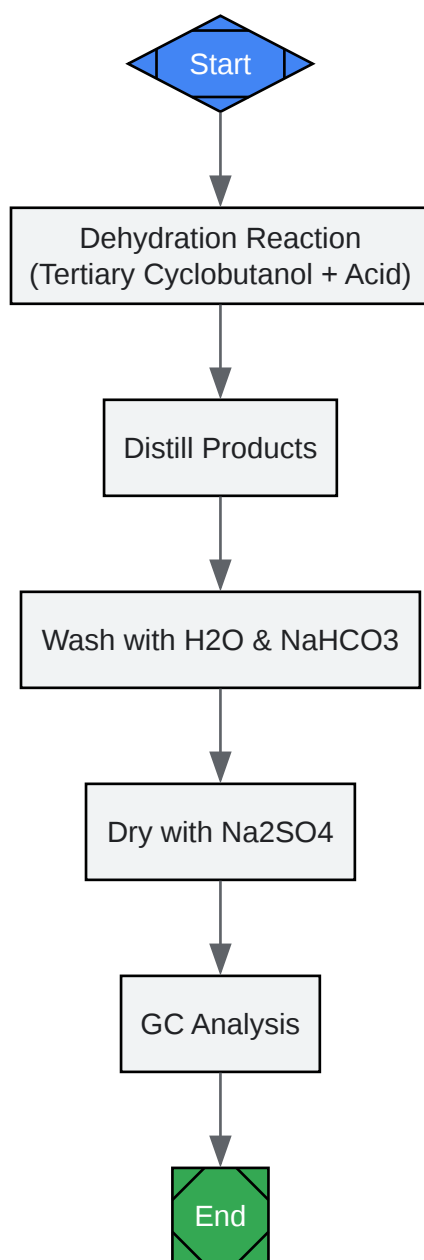 Start
Dehydration Reaction
(Tertiary Cyclobutanol + Acid)
Distill Products
Wash with H2O & NaHCO3
Dry with Na2SO4
GC Analysis
End